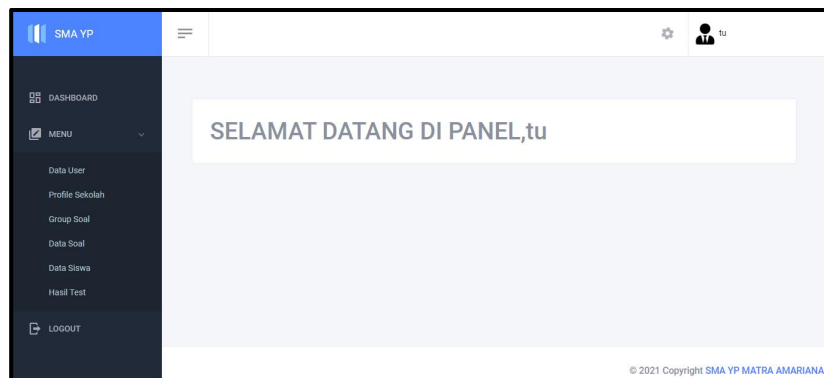 SMA YP
tu
DASHBOARD
MENU
Data User
Profile Sekolah
Group Soal
Data Soal
Data Siswa
Hasil Test
LOGOUT
SELAMAT DATANG DI PANEL,tu
© 2021 Copyright SMA YP MATRA AMARIANA